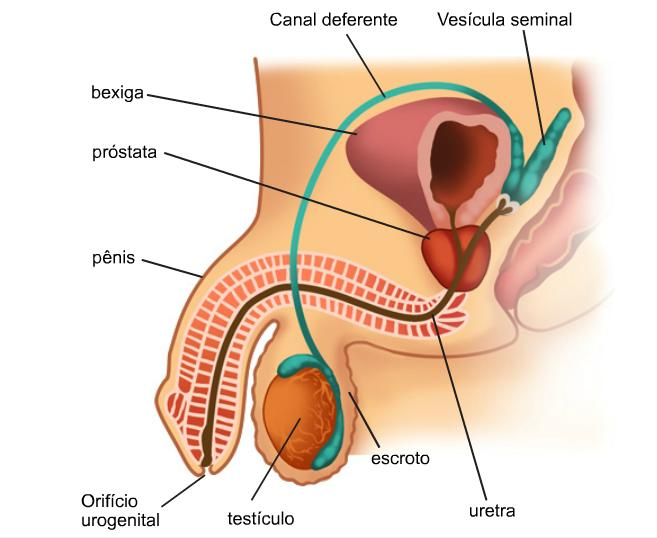 Canal deferente
Vesícula seminal
bexiga
próstata
pênis
escroto
Orifício
urogenital
testículo
uretra